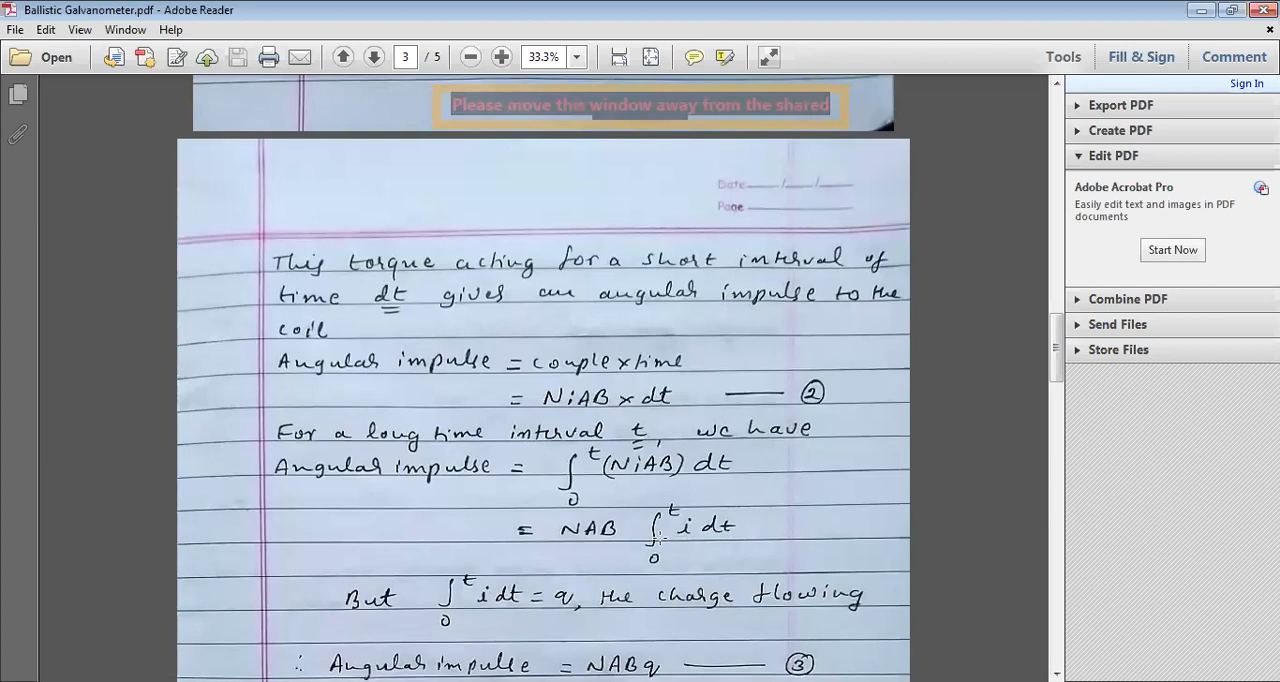 Ballistic Galvanometer.pdf - Adobe Reader
File Edit View Window Help
Open 3 / 5 33.3% Tools Fill & Sign Comment
Please move this window away from the shared
Sign In
Export PDF
Create PDF
Edit PDF
Adobe Acrobat Pro
Easily edit text and images in PDF
documents
Start Now
Combine PDF
Send Files
Store Files
Date ___/___/___
Page
This torque acting for a short interval of
time dt gives an angular impulse to the
coil
Angular impulse = couple × time
= NiAB × dt —— ②
For a long time interval t, we have
Angular impulse = ∫₀ᵗ (NiAB) dt
= NAB ∫₀ᵗ i dt
But ∫₀ᵗ i dt = q, the charge flowing
∴ Angular impulse = NABq —— ③